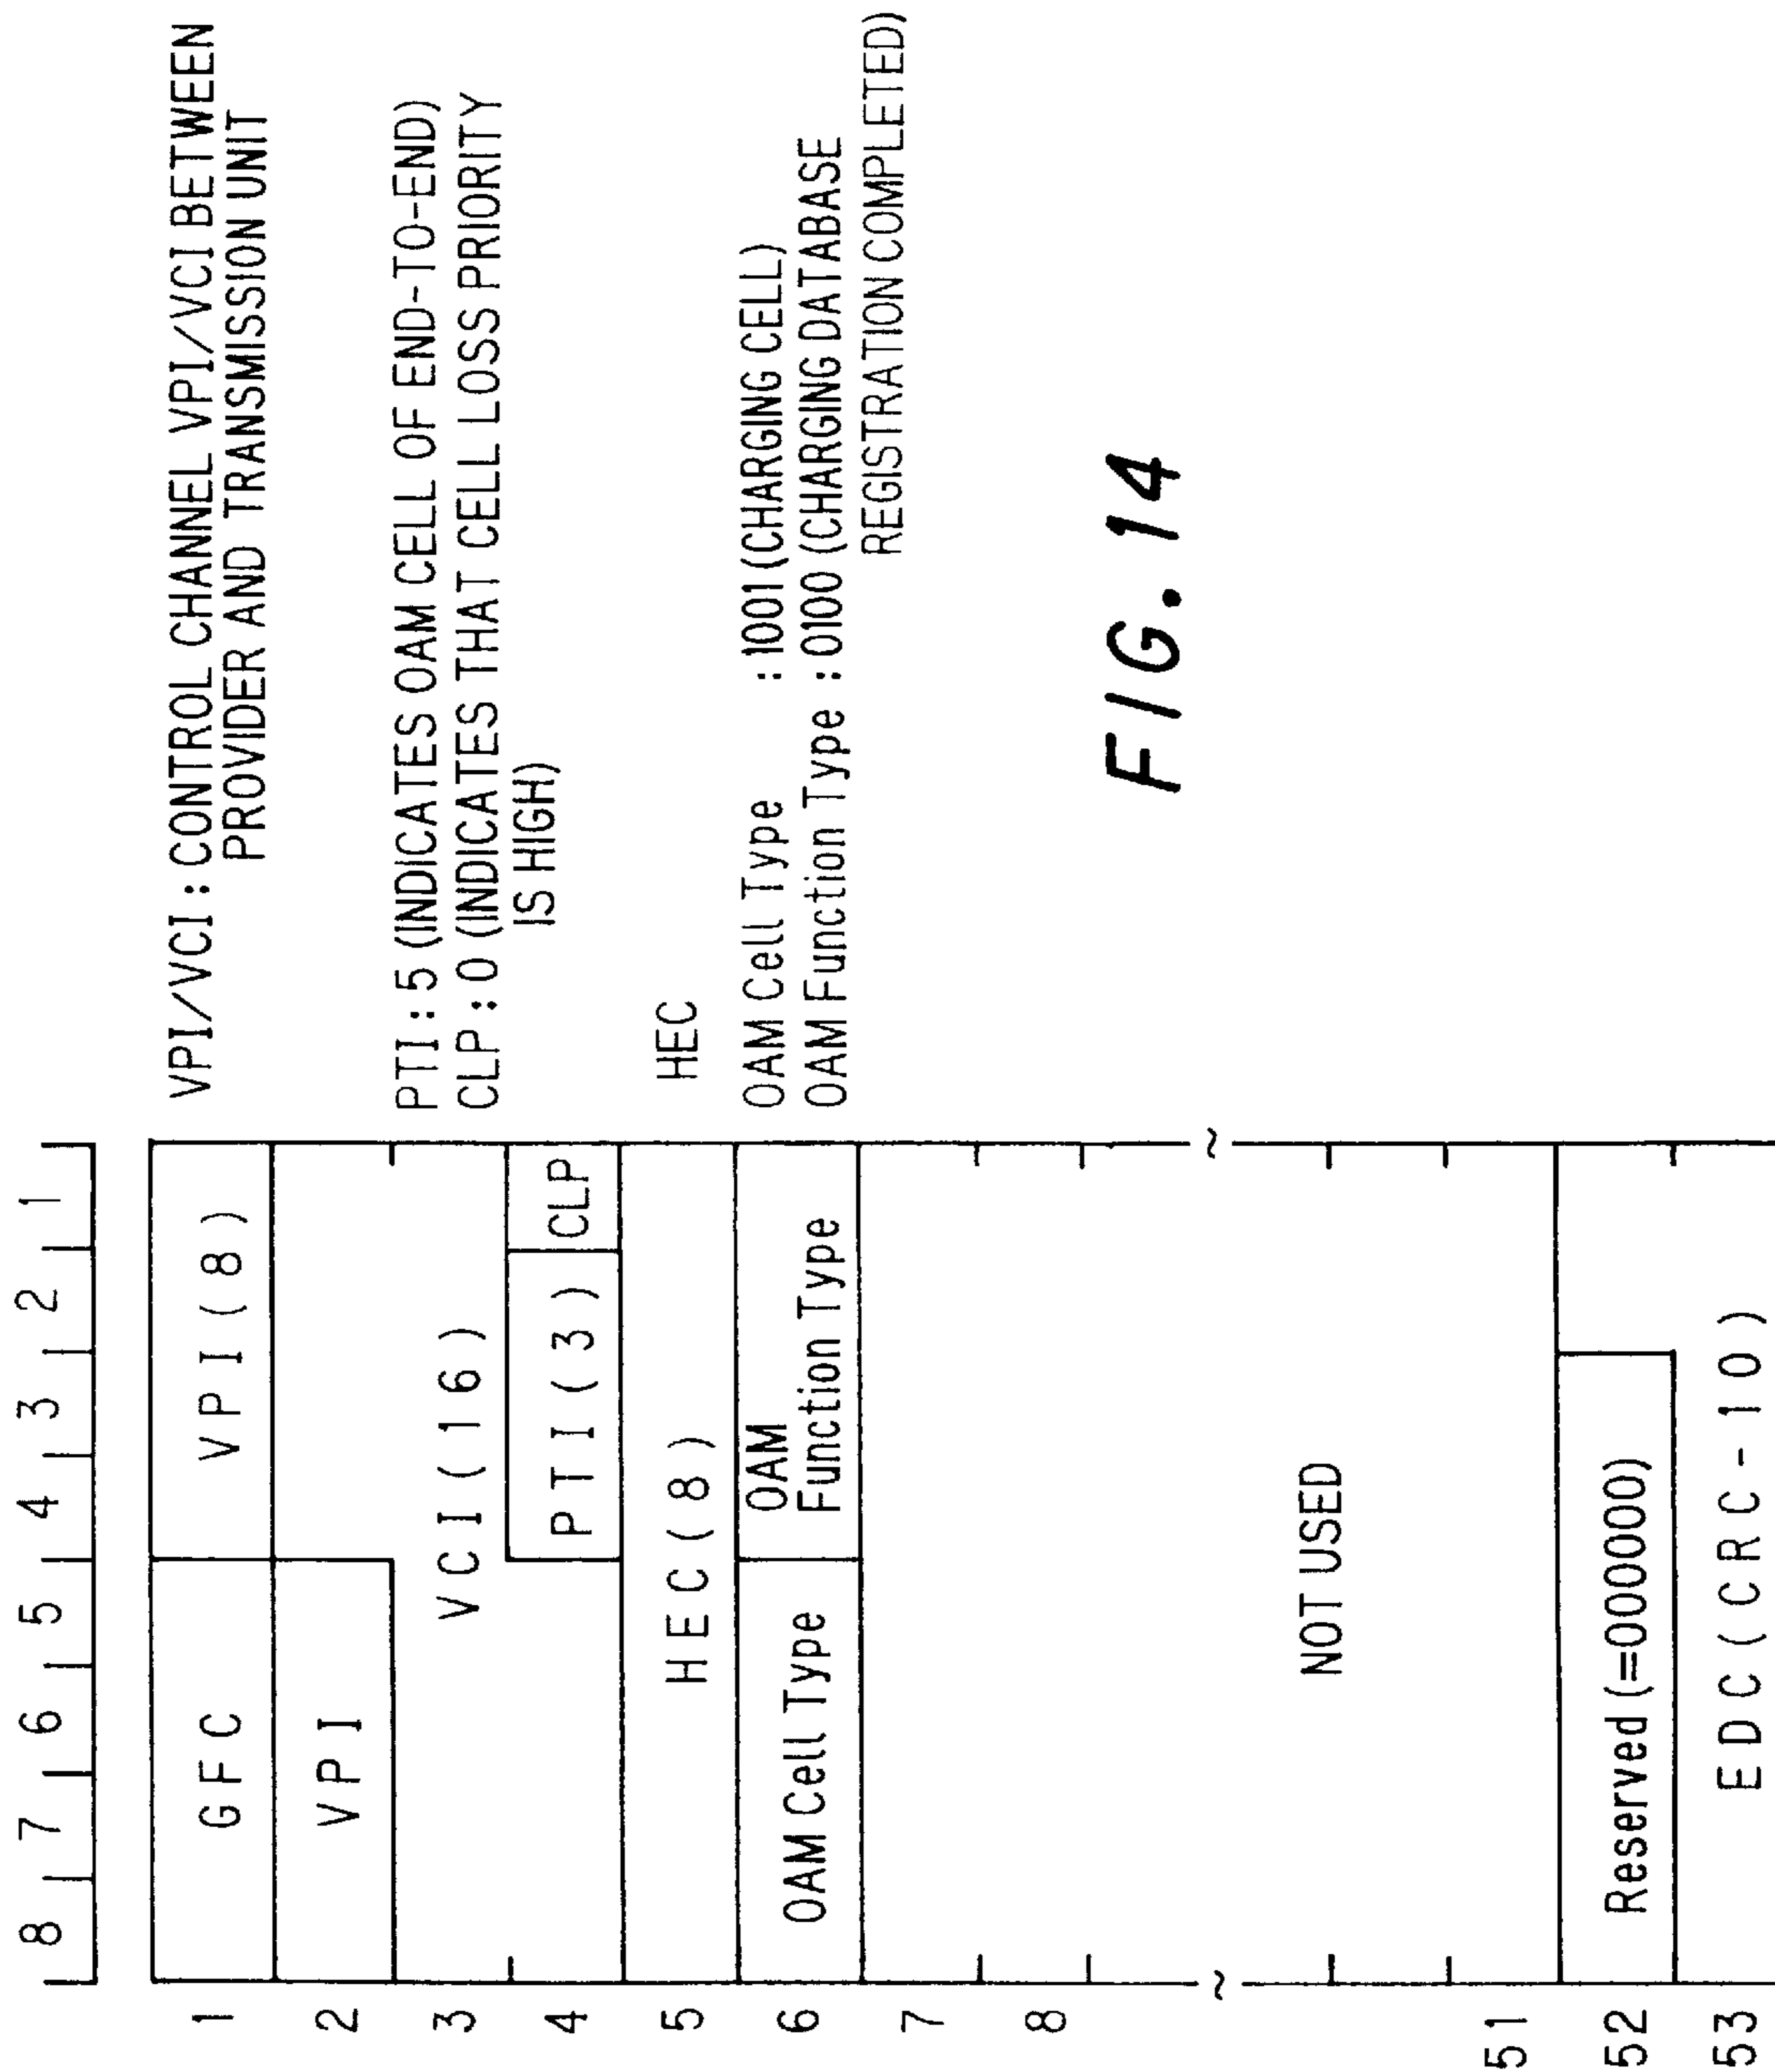 8 7 6 5 4 3 2 1
1 GFC VPI(8)
2 VPI
3 VCI(16)
4 PTI(3) CLP
5 HEC(8)
6 OAM Cell Type OAM
Function Type
7
8
NOT USED
51
52 Reserved (=000000)
53 EDC(CRC-10)
VPI/VCI : CONTROL CHANNEL VPI/VCI BETWEEN
PROVIDER AND TRANSMISSION UNIT
PTI : 5 (INDICATES OAM CELL OF END-TO-END)
CLP : 0 (INDICATES THAT CELL LOSS PRIORITY
IS HIGH)
HEC
OAM Cell Type : 1001 (CHARGING CELL)
OAM Function Type : 0100 (CHARGING DATABASE
REGISTRATION COMPLETED)
FIG. 14